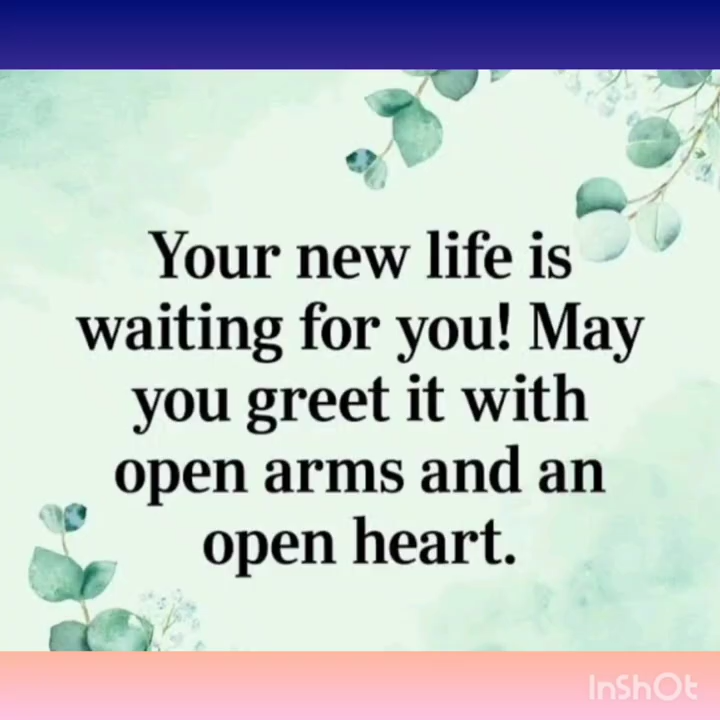 Your new life is
waiting for you! May
you greet it with
open arms and an
open heart.
InShOt